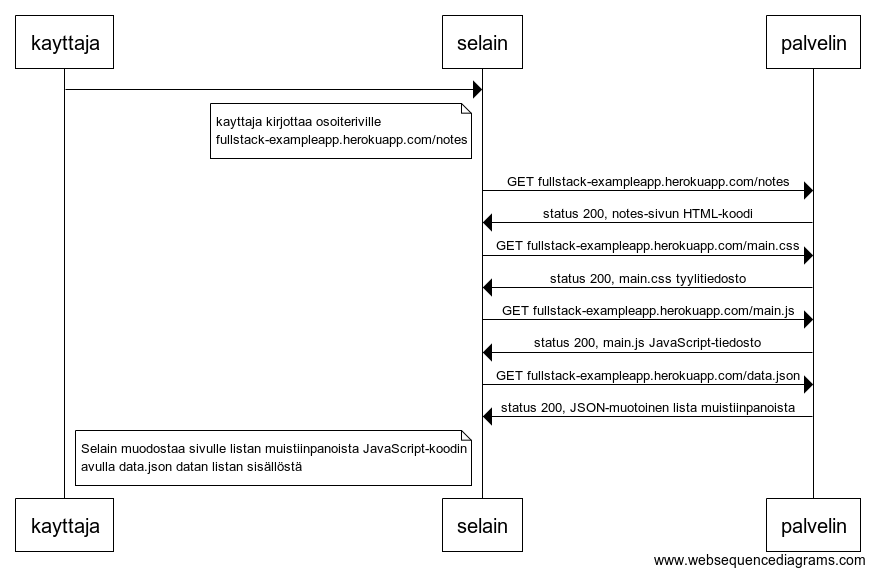 kayttaja
selain
palvelin
kayttaja kirjottaa osoiteriville
fullstack-exampleapp.herokuapp.com/notes
GET fullstack-exampleapp.herokuapp.com/notes
status 200, notes-sivun HTML-koodi
GET fullstack-exampleapp.herokuapp.com/main.css
status 200, main.css tyylitiedosto
GET fullstack-exampleapp.herokuapp.com/main.js
status 200, main.js JavaScript-tiedosto
GET fullstack-exampleapp.herokuapp.com/data.json
status 200, JSON-muotoinen lista muistiinpanoista
Selain muodostaa sivulle listan muistiinpanoista JavaScript-koodin
avulla data.json datan listan sisällöstä
kayttaja
selain
palvelin
www.websequencediagrams.com